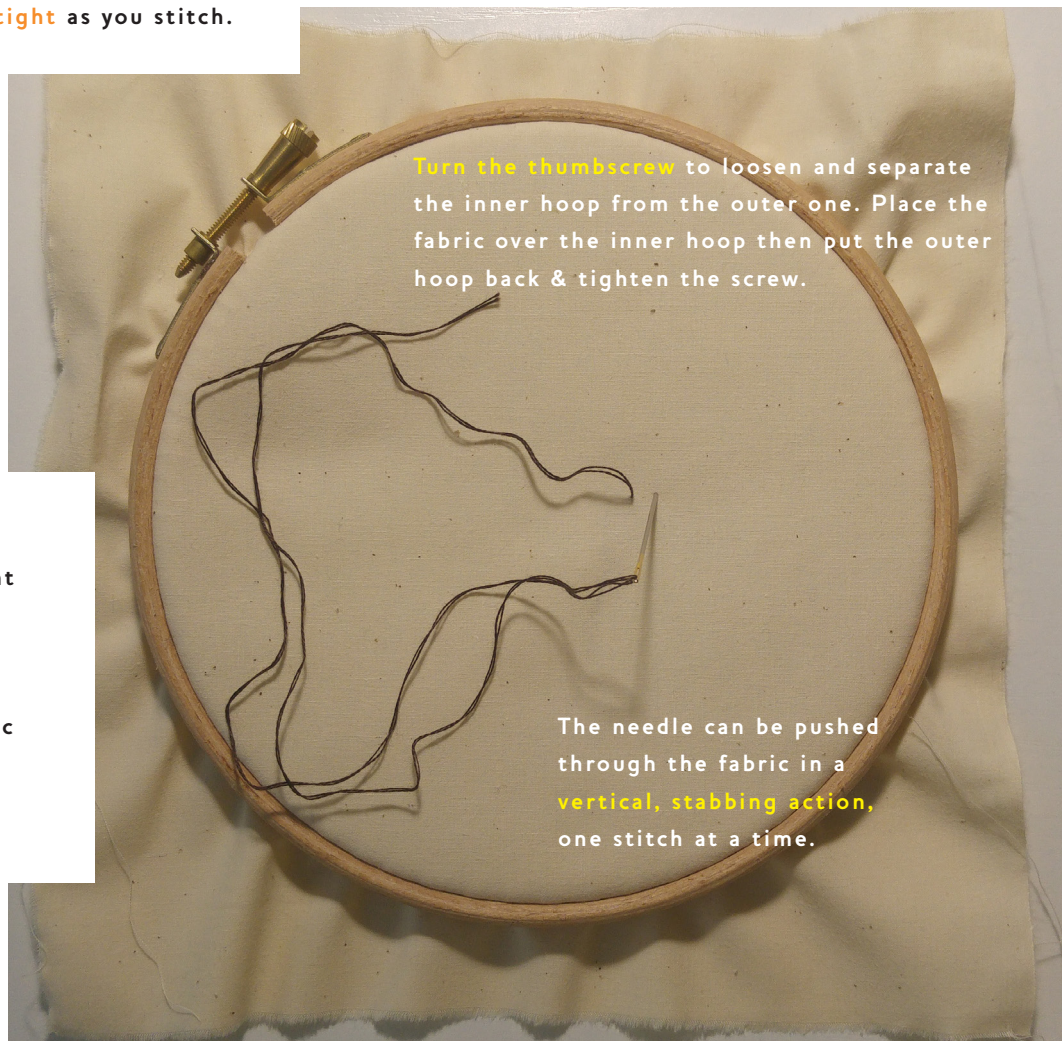 tight as you stitch.
Turn the thumbscrew to loosen and separate
the inner hoop from the outer one. Place the
fabric over the inner hoop then put the outer
hoop back & tighten the screw.
The needle can be pushed
through the fabric in a
vertical, stabbing action,
one stitch at a time.